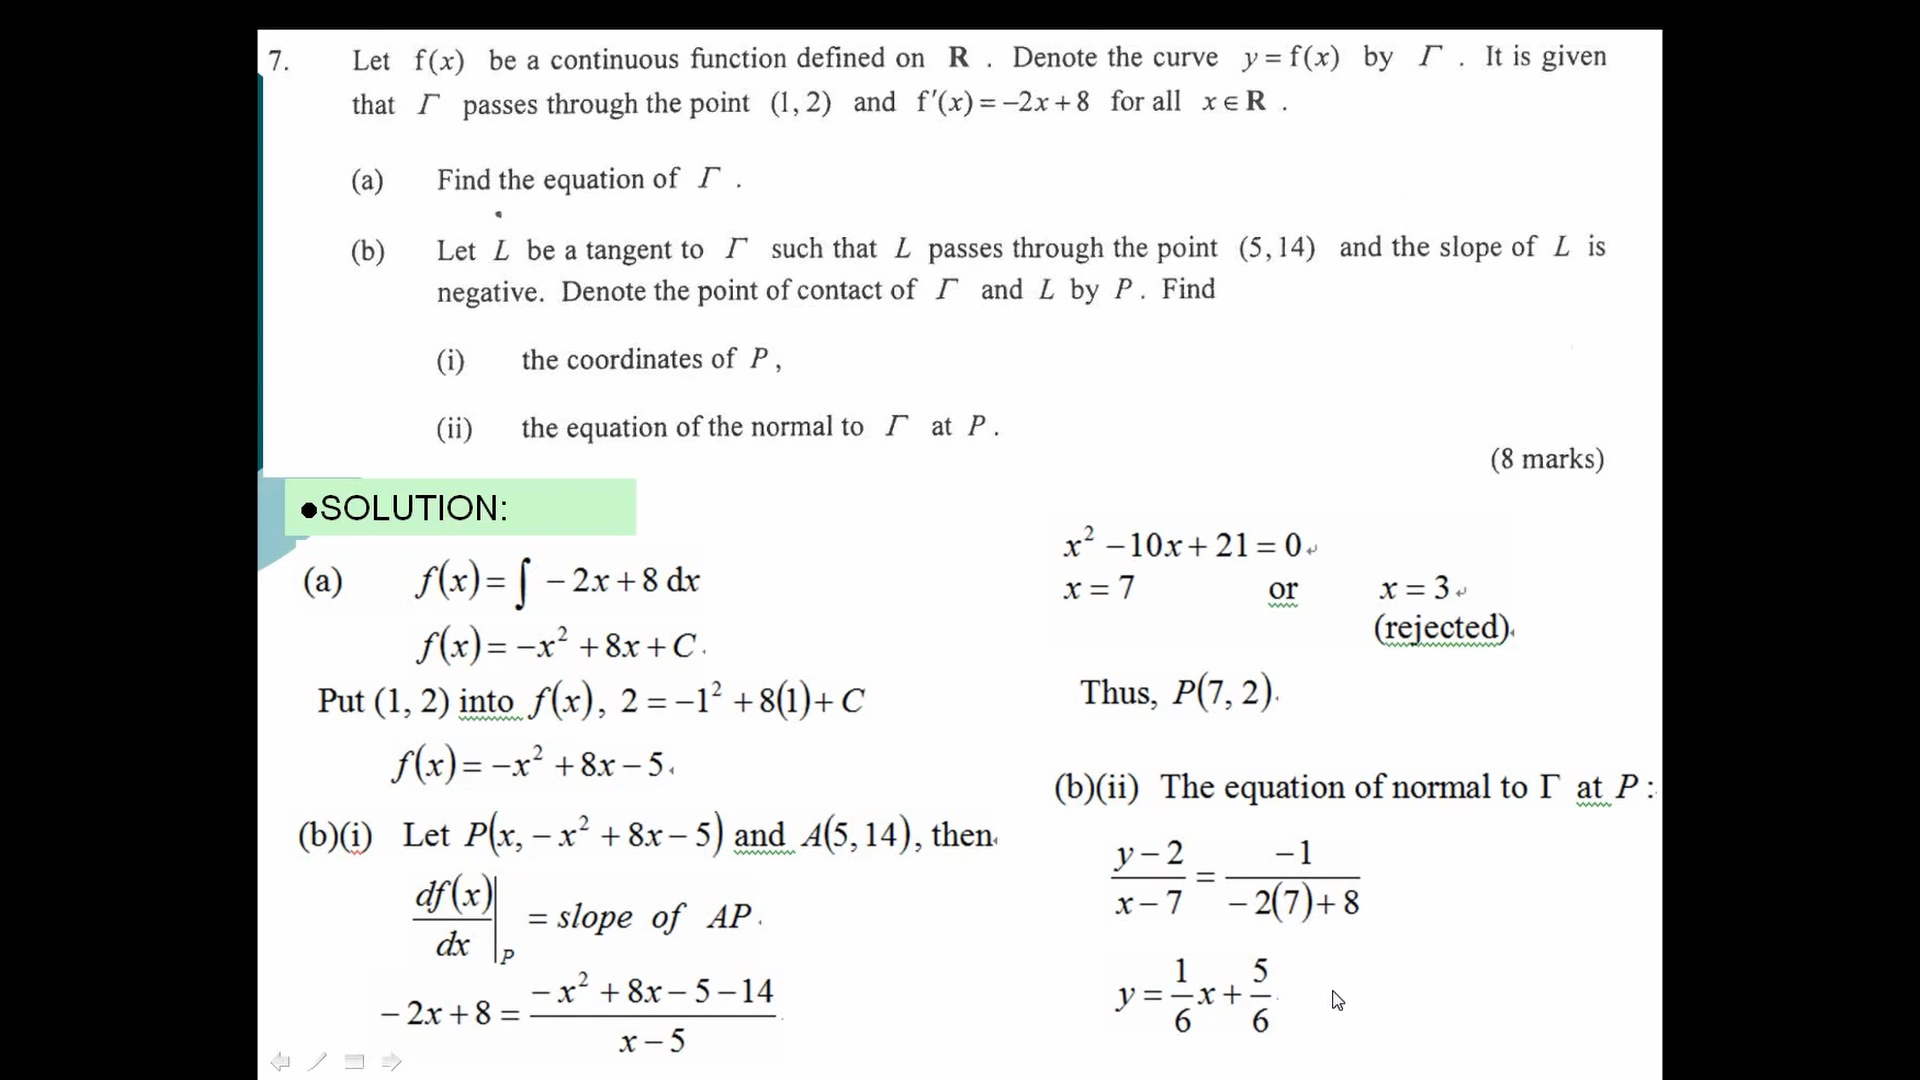 7. Let f(x) be a continuous function defined on R . Denote the curve y = f(x) by Γ . It is given
that Γ passes through the point (1, 2) and f′(x) = −2x + 8 for all x ∈ R .
(a) Find the equation of Γ .
(b) Let L be a tangent to Γ such that L passes through the point (5, 14) and the slope of L is
negative. Denote the point of contact of Γ and L by P . Find
(i) the coordinates of P ,
(ii) the equation of the normal to Γ at P .
(8 marks)
●SOLUTION:
(a) f(x) = ∫ − 2x + 8 dx
f(x) = −x² + 8x + C
Put (1, 2) into f(x), 2 = −1² + 8(1) + C
f(x) = −x² + 8x − 5
(b)(i) Let P(x, − x² + 8x − 5) and A(5, 14), then
df(x)/dx |P = slope of AP
− 2x + 8 = (− x² + 8x − 5 − 14)/(x − 5)
x² − 10x + 21 = 0
x = 7 or x = 3
(rejected)
Thus, P(7, 2)
(b)(ii) The equation of normal to Γ at P :
(y − 2)/(x − 7) = −1/(− 2(7) + 8)
y = 1/6 x + 5/6